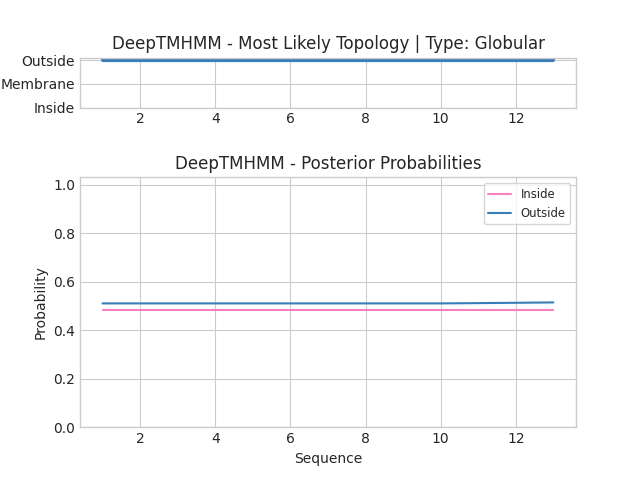 DeepTMHMM - Most Likely Topology | Type: Globular
Outside
Membrane
Inside
2 4 6 8 10 12
DeepTMHMM - Posterior Probabilities
1.0
0.8
0.6
0.4
0.2
0.0
Probability
Inside
Outside
2 4 6 8 10 12
Sequence